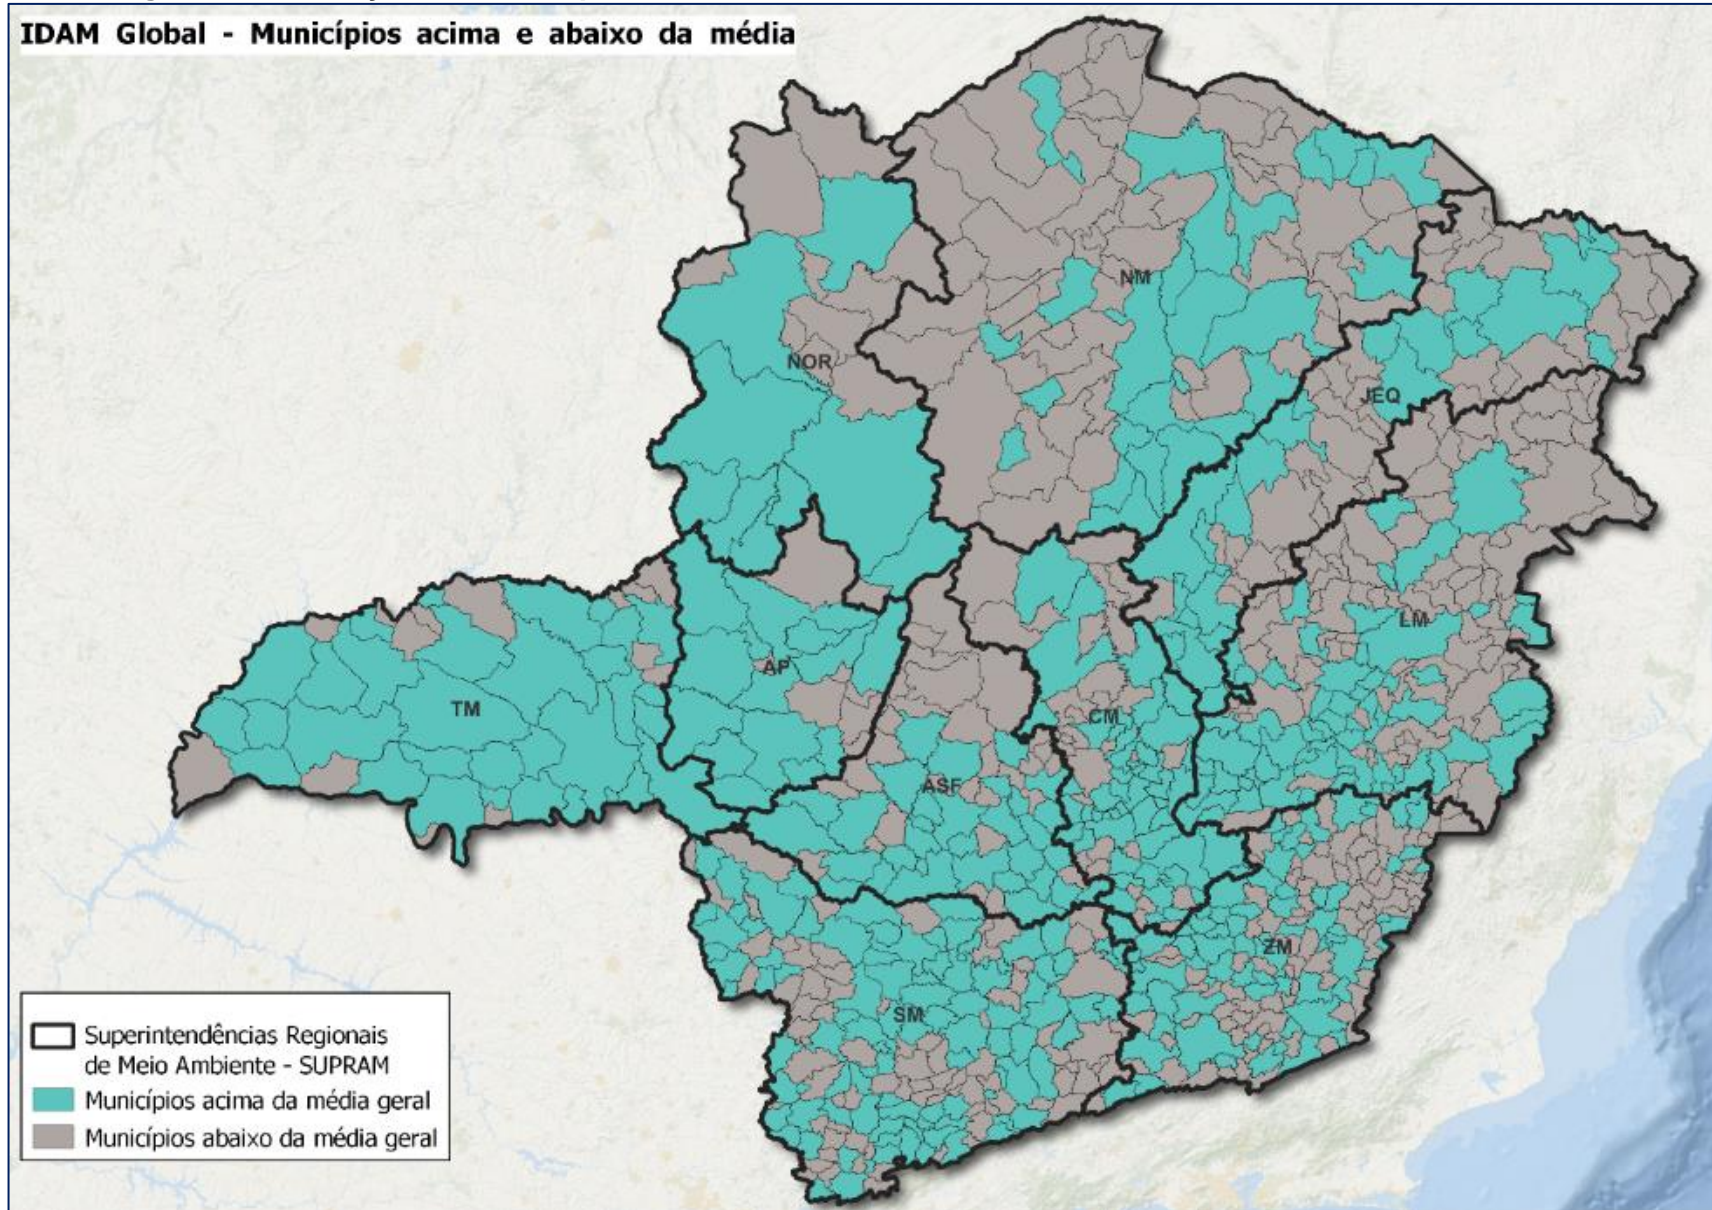 IDAM Global - Municípios acima e abaixo da média
NM
NOR
JEQ
LM
AP
TM
CM
ASF
ZM
SM
Superintendências Regionais
de Meio Ambiente - SUPRAM
Municípios acima da média geral
Municípios abaixo da média geral